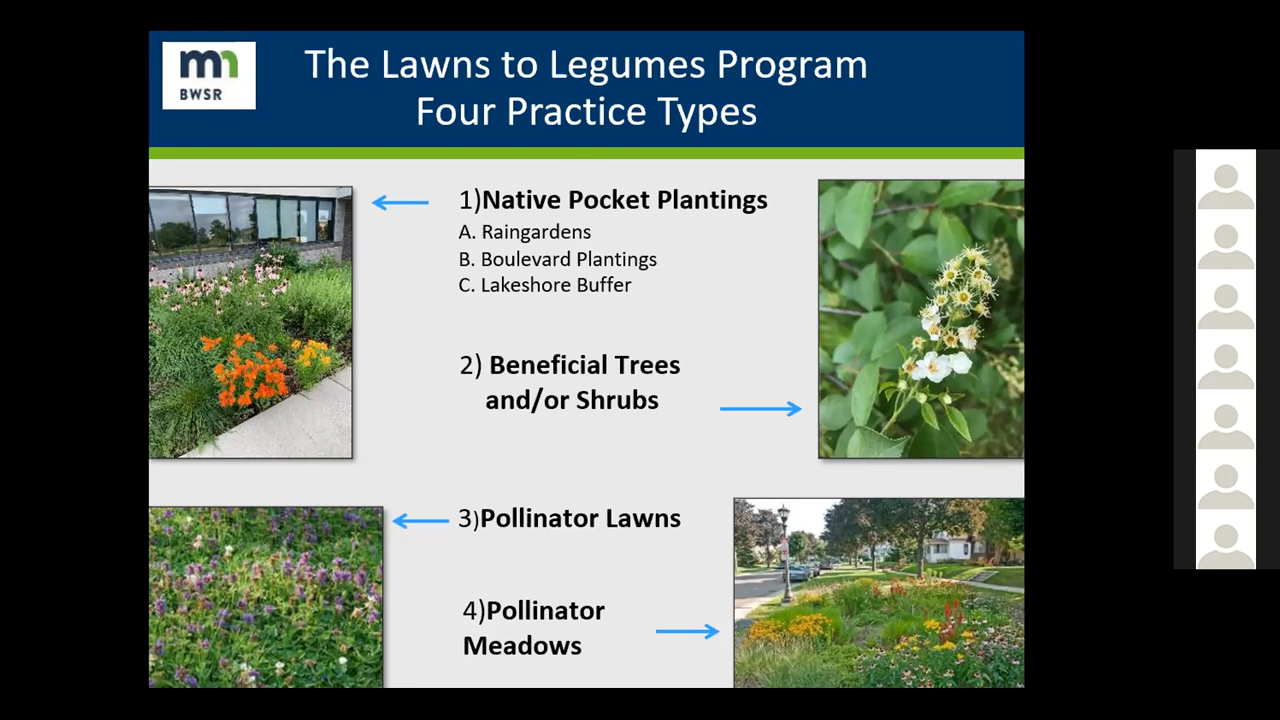 mn
BWSR
The Lawns to Legumes Program
Four Practice Types
1)Native Pocket Plantings
A. Raingardens
B. Boulevard Plantings
C. Lakeshore Buffer
2) Beneficial Trees
and/or Shrubs
3)Pollinator Lawns
4)Pollinator
Meadows